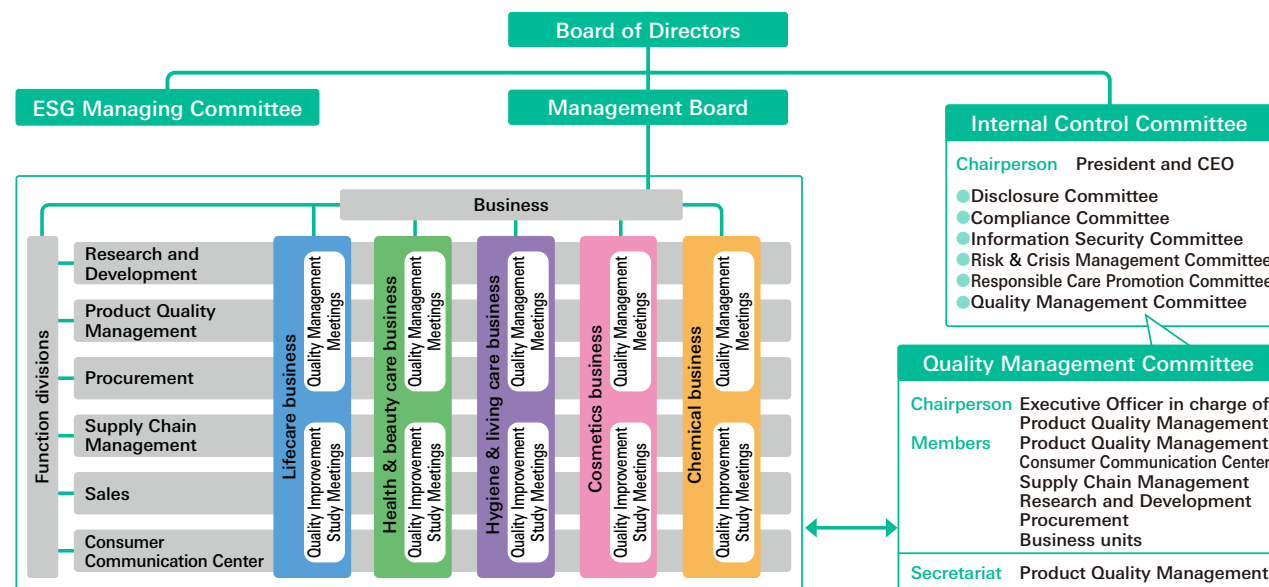 Board of Directors
ESG Managing Committee
Management Board
Internal Control Committee
Chairperson President and CEO
Disclosure Committee
Compliance Committee
Information Security Committee
Risk & Crisis Management Committee
Responsible Care Promotion Committee
Quality Management Committee
Business
Function divisions
Research and
Development
Product Quality
Management
Procurement
Supply Chain
Management
Sales
Consumer
Communication Center
Lifecare business
Quality Management
Meetings
Quality Improvement
Study Meetings
Health & beauty care business
Quality Management
Meetings
Quality Improvement
Study Meetings
Hygiene & living care business
Quality Management
Meetings
Quality Improvement
Study Meetings
Cosmetics business
Quality Management
Meetings
Quality Improvement
Study Meetings
Chemical business
Quality Management
Meetings
Quality Improvement
Study Meetings
Quality Management Committee
Chairperson Executive Officer in charge of
Product Quality Management
Members Product Quality Management
Consumer Communication Center
Supply Chain Management
Research and Development
Procurement
Business units
Secretariat Product Quality Management